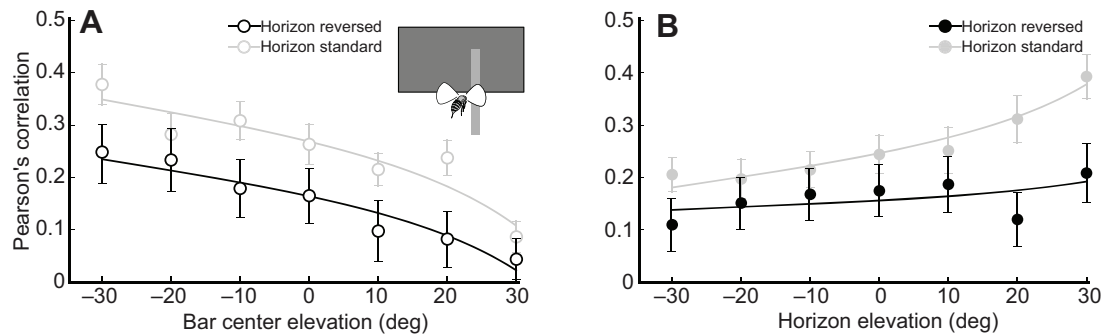 A
Horizon reversed
Horizon standard
Pearson's correlation
0.5
0.4
0.3
0.2
0.1
0
–30 –20 –10 0 10 20 30
Bar center elevation (deg)
B
Horizon reversed
Horizon standard
0.5
0.4
0.3
0.2
0.1
0
–30 –20 –10 0 10 20 30
Horizon elevation (deg)